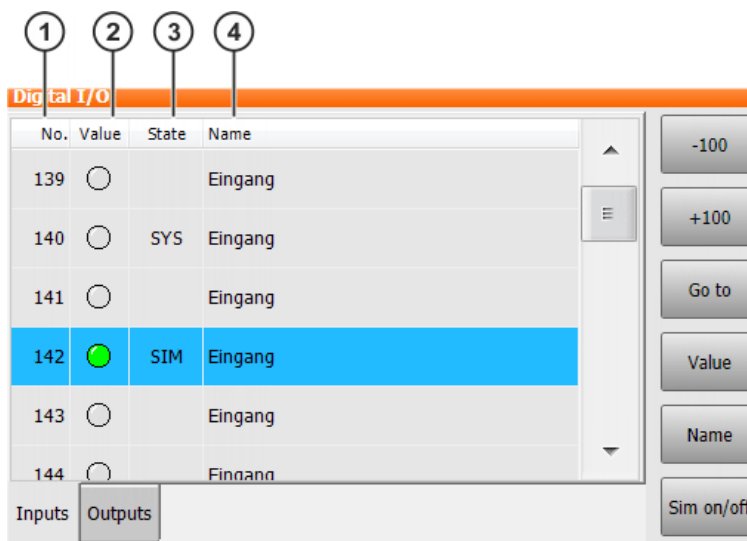 1 2 3 4
Digital I/O
No. Value State Name
139 Eingang
140 SYS Eingang
141 Eingang
142 SIM Eingang
143 Eingang
144 Eingang
Inputs Outputs
-100
+100
Go to
Value
Name
Sim on/off